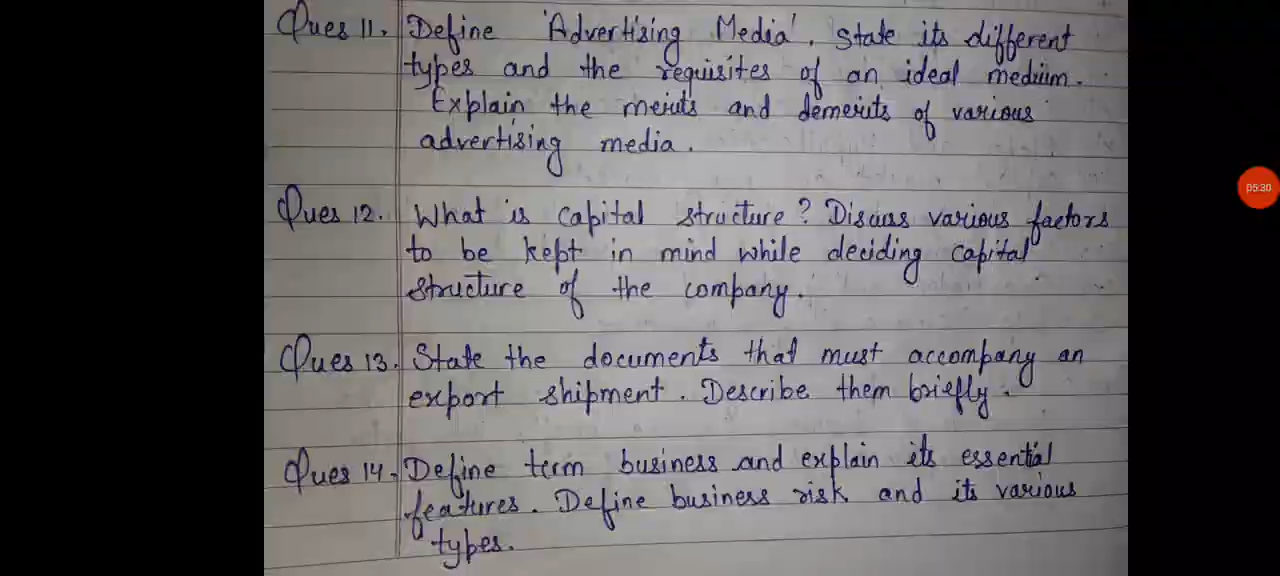 Ques 11. Define 'Advertising Media'. State its different
types and the requisites of an ideal medium.
Explain the merits and demerits of various
advertising media.
Ques 12. What is capital structure? Discuss various factors
to be kept in mind while deciding capital
structure of the company.
Ques 13. State the documents that must accompany an
export shipment. Describe them briefly.
Ques 14. Define term business and explain its essential
features. Define business risk and its various
types.
05:30